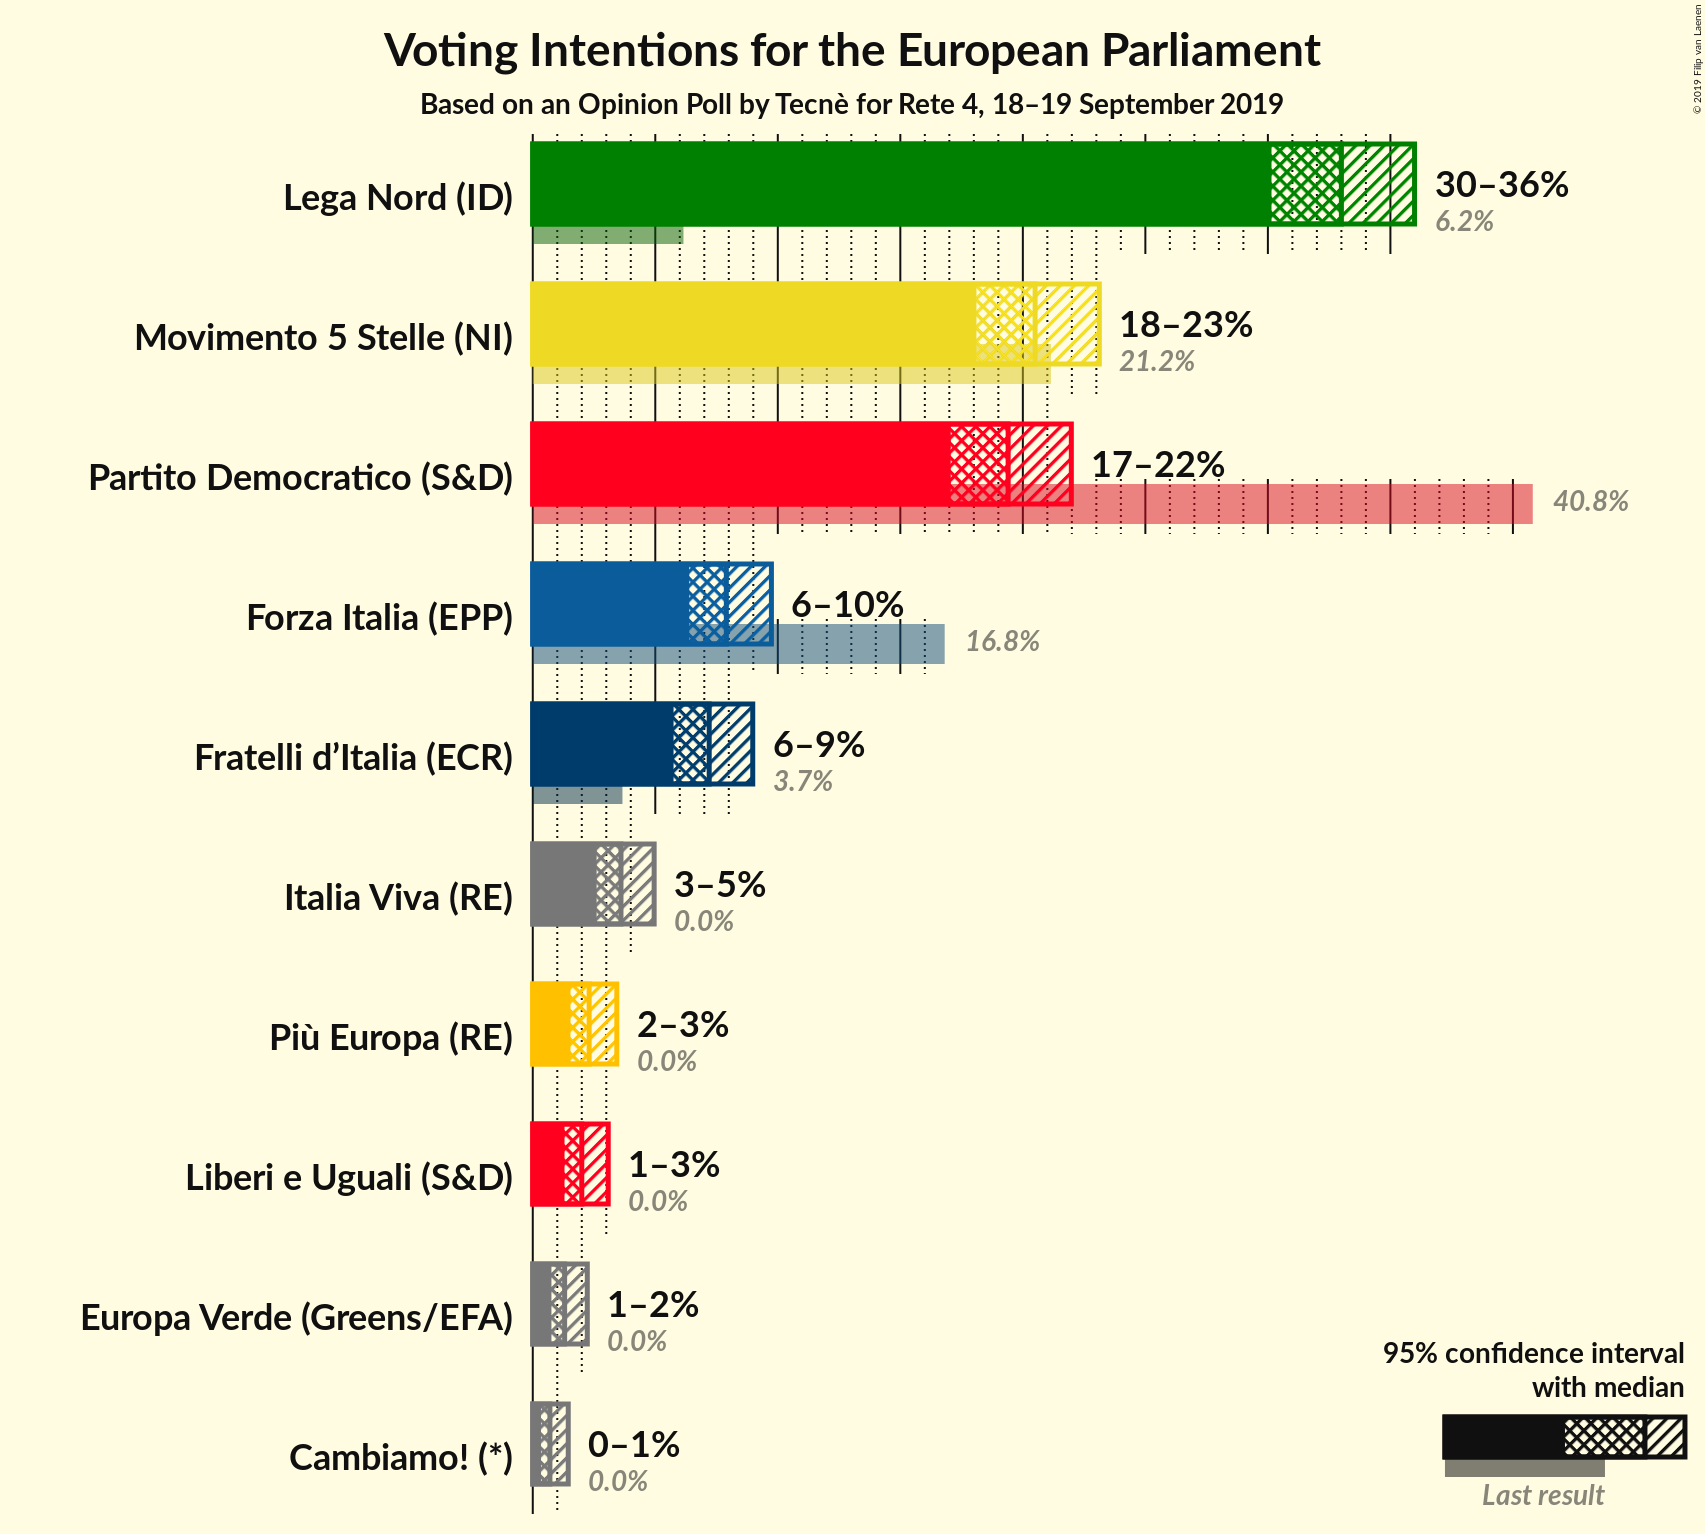 Voting Intentions for the European Parliament
Based on an Opinion Poll by Tecnè for Rete 4, 18–19 September 2019
© 2019 Filip van Laenen
Lega Nord (ID)
30–36%
6.2%
Movimento 5 Stelle (NI)
18–23%
21.2%
Partito Democratico (S&D)
17–22%
40.8%
Forza Italia (EPP)
6–10%
16.8%
Fratelli d’Italia (ECR)
6–9%
3.7%
Italia Viva (RE)
3–5%
0.0%
Più Europa (RE)
2–3%
0.0%
Liberi e Uguali (S&D)
1–3%
0.0%
Europa Verde (Greens/EFA)
1–2%
0.0%
Cambiamo! (*)
0–1%
0.0%
95% confidence interval
with median
Last result